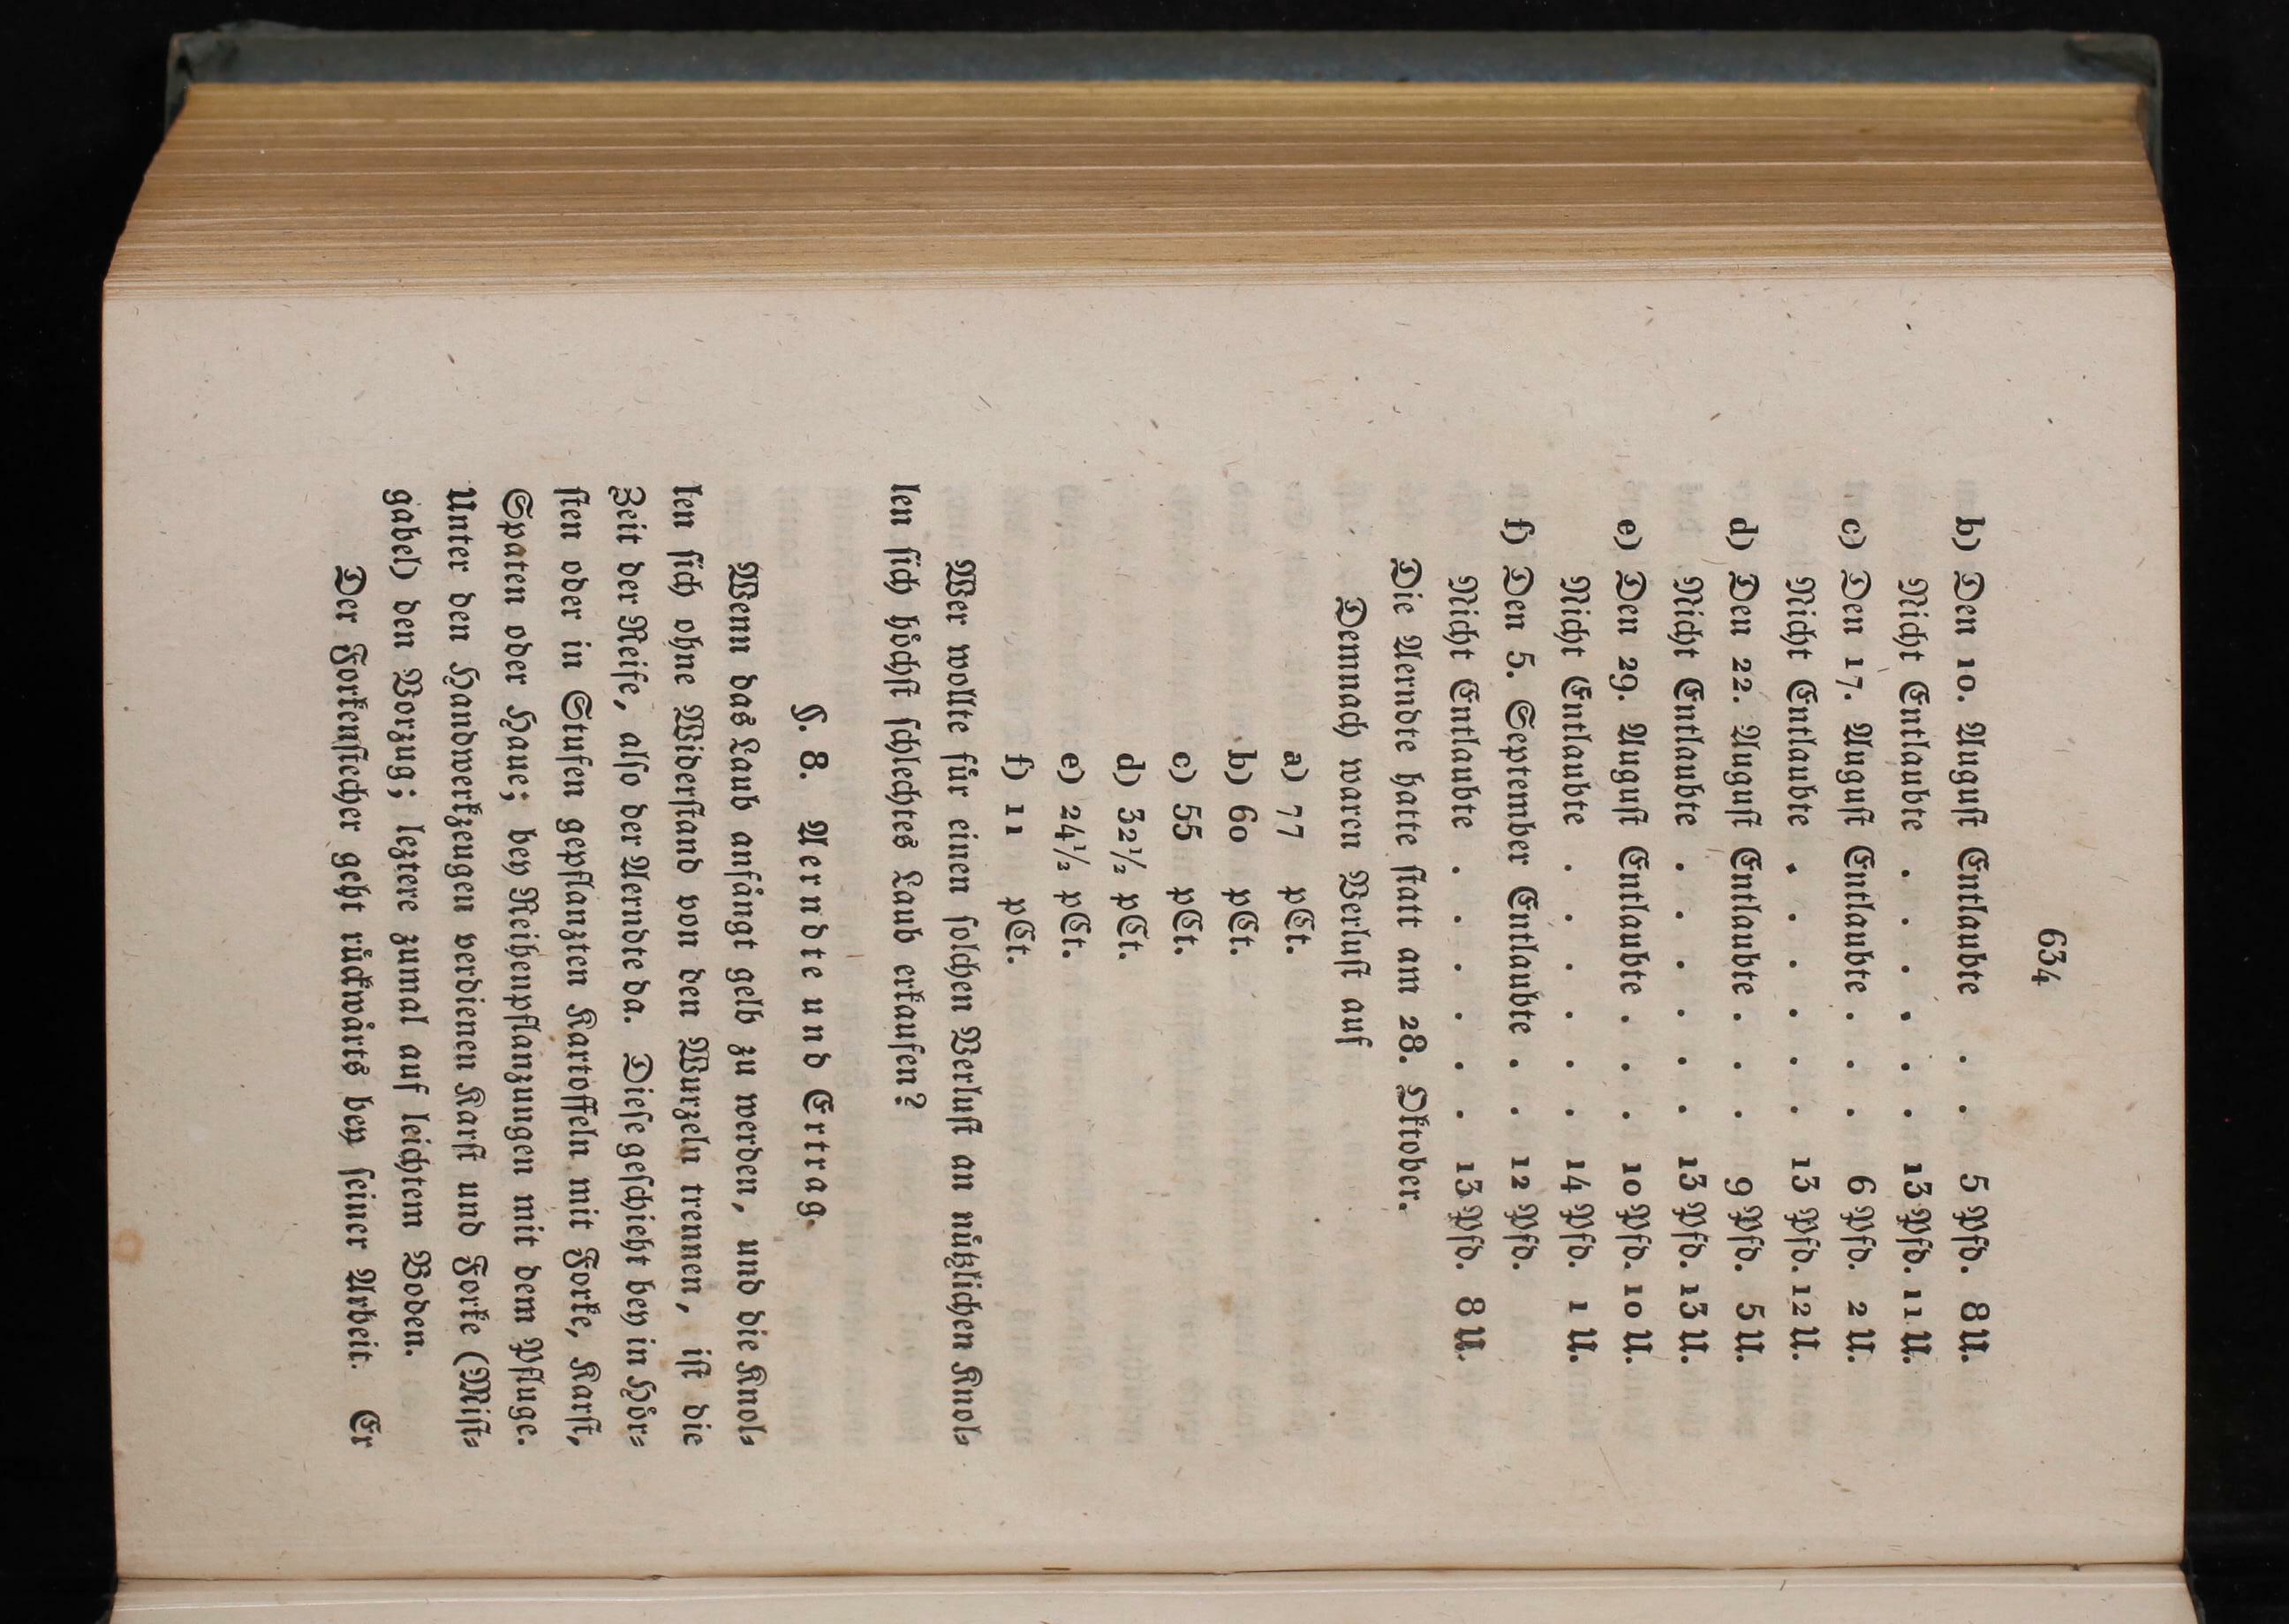 634
b) Den 10. Auguſt Entlaubte . . 5 Pfd. 8 U.
Nicht Entlaubte . . . . . . 13 Pfd. 11 U.
c) Den 17. Auguſt Entlaubte . . . 6 Pfd. 2 U.
Nicht Entlaubte . . . . . . 13 Pfd. 12 U.
d) Den 22. Auguſt Entlaubte . . . 9 Pfd. 5 U.
Nicht Entlaubte . . . . . . 13 Pfd. 13 U.
e) Den 29. Auguſt Entlaubte . . . 10 Pfd. 10 U.
Nicht Entlaubte . . . . . . 14 Pfd. 1 U.
f) Den 5. September Entlaubte . . 12 Pfd.
Nicht Entlaubte . . . . . . 13 Pfd. 8 U.
Die Aerndte hatte ſtatt am 28. Oktober.
Demnach waren Verluſt auf
a) 77 pCt.
b) 60 pCt.
c) 55 pCt.
d) 32½ pCt.
e) 24½ pCt.
f) 11 pCt.
Wer wollte für einen ſolchen Verluſt an nützlichen Knol⸗
len ſich höchſt ſchlechtes Laub erkaufen?
§. 8. Aerndte und Ertrag.
Wenn das Laub anfängt gelb zu werden, und die Knol⸗
len ſich ohne Widerſtand von den Wurzeln trennen, iſt die
Zeit der Reife, alſo der Aerndte da. Dieſe geſchieht bey in Hör⸗
ſten oder in Stufen gepflanzten Kartoffeln mit Forke, Karſt,
Spaten oder Haue; bey Reihenpflanzungen mit dem Pfluge.
Unter den Handwerkzeugen verdienen Karſt und Forke (Miſt⸗
gabel) den Vorzug; leztere zumal auf leichtem Boden.
Der Forkenſtecher geht rückwärts bey ſeiner Arbeit. Er